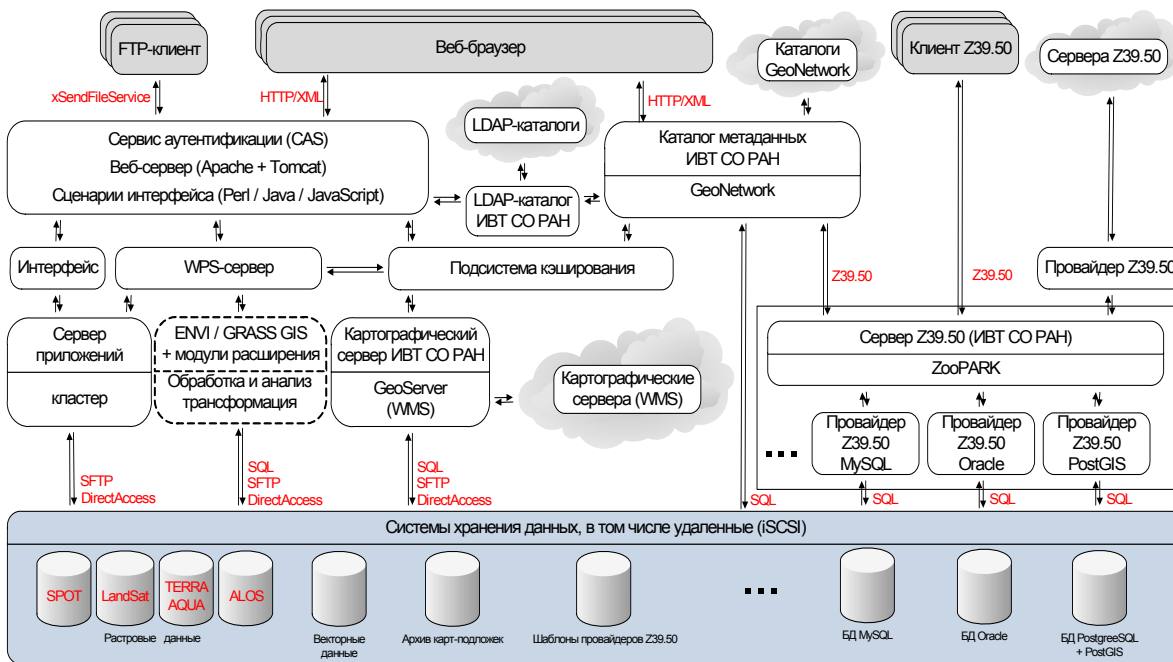 FTP-клиент
Веб-браузер
Каталоги
GeoNetwork
Клиент Z39.50
Сервера Z39.50
xSendFileService
HTTP/XML
HTTP/XML
LDAP-каталоги
Сервис аутентификации (CAS)
Веб-сервер (Apache + Tomcat)
Сценарии интерфейса (Perl / Java / JavaScript)
LDAP-каталог
ИВТ СО РАН
Каталог метаданных
ИВТ СО РАН
GeoNetwork
Интерфейс
WPS-сервер
Подсистема кэширования
Z39.50
Z39.50
Провайдер Z39.50
Сервер
приложений
кластер
ENVI / GRASS GIS
+ модули расширения
Обработка и анализ
трансформация
Картографический
сервер ИВТ СО РАН
GeoServer
(WMS)
Картографические
сервера (WMS)
Сервер Z39.50 (ИВТ СО РАН)
ZooPARK
...
Провайдер
Z39.50
MySQL
Провайдер
Z39.50
Oracle
Провайдер
Z39.50
PostGIS
SFTP
DirectAccess
SQL
SFTP
DirectAccess
SQL
SFTP
DirectAccess
SQL
SQL
SQL
SQL
Системы хранения данных, в том числе удаленные (iSCSI)
SPOT
LandSat
TERRA
AQUA
ALOS
Растровые данные
Векторные
данные
Архив карт-подложек
Шаблоны провайдеров Z39.50
...
БД MySQL
БД Oracle
БД PostgreeSQL
+ PostGIS